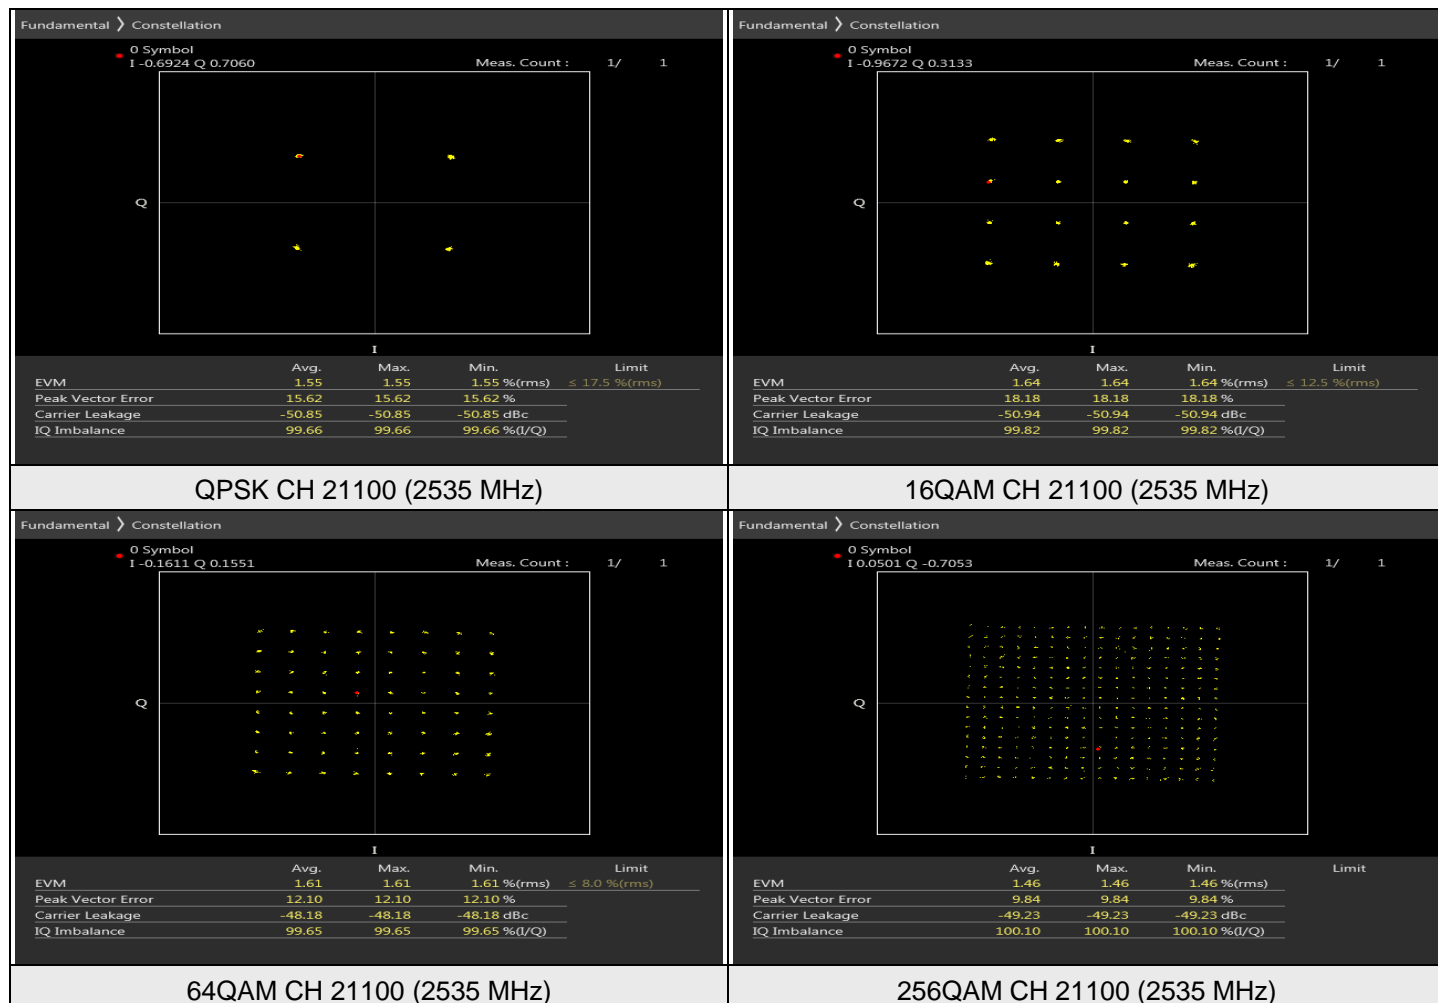 Fundamental ❯ Constellation
0 Symbol
I -0.6924 Q 0.7060 Meas. Count : 1/ 1
Q
I
Avg. Max. Min. Limit
EVM 1.55 1.55 1.55 %(rms) ≤ 17.5 %(rms)
Peak Vector Error 15.62 15.62 15.62 %
Carrier Leakage -50.85 -50.85 -50.85 dBc
IQ Imbalance 99.66 99.66 99.66 %(I/Q)
QPSK CH 21100 (2535 MHz)
Fundamental ❯ Constellation
0 Symbol
I -0.9672 Q 0.3133 Meas. Count : 1/ 1
Q
I
Avg. Max. Min. Limit
EVM 1.64 1.64 1.64 %(rms) ≤ 12.5 %(rms)
Peak Vector Error 18.18 18.18 18.18 %
Carrier Leakage -50.94 -50.94 -50.94 dBc
IQ Imbalance 99.82 99.82 99.82 %(I/Q)
16QAM CH 21100 (2535 MHz)
Fundamental ❯ Constellation
0 Symbol
I -0.1611 Q 0.1551 Meas. Count : 1/ 1
Q
I
Avg. Max. Min. Limit
EVM 1.61 1.61 1.61 %(rms) ≤ 8.0 %(rms)
Peak Vector Error 12.10 12.10 12.10 %
Carrier Leakage -48.18 -48.18 -48.18 dBc
IQ Imbalance 99.65 99.65 99.65 %(I/Q)
64QAM CH 21100 (2535 MHz)
Fundamental ❯ Constellation
0 Symbol
I 0.0501 Q -0.7053 Meas. Count : 1/ 1
Q
I
Avg. Max. Min. Limit
EVM 1.46 1.46 1.46 %(rms)
Peak Vector Error 9.84 9.84 9.84 %
Carrier Leakage -49.23 -49.23 -49.23 dBc
IQ Imbalance 100.10 100.10 100.10 %(I/Q)
256QAM CH 21100 (2535 MHz)